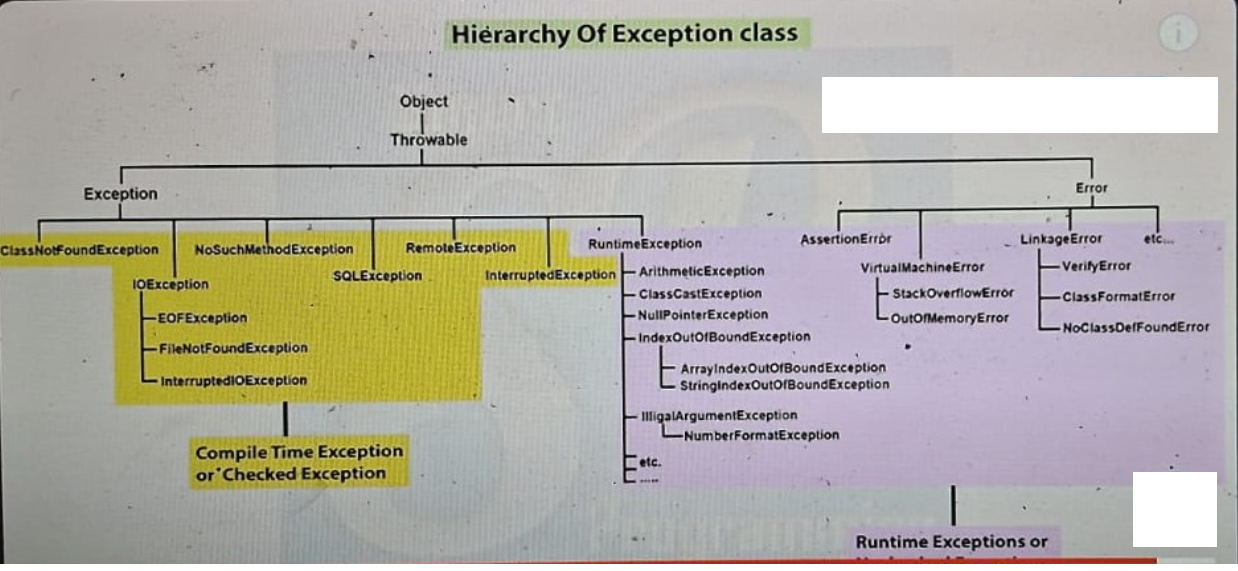 Hierarchy Of Exception class
i
Object
Throwable
Exception
Error
ClassNotFoundException
NoSuchMethodException
RemoteException
RuntimeException
AssertionError
LinkageError
etc...
IOException
SQLException
InterruptedException
ArithmeticException
VirtualMachineError
VerifyError
ClassCastException
StackOverflowError
ClassFormatError
EOFException
NullPointerException
OutOfMemoryError
NoClassDefFoundError
FileNotFoundException
IndexOutOfBoundException
InterruptedIOException
ArrayIndexOutOfBoundException
StringIndexOutOfBoundException
IlligalArgumentException
NumberFormatException
Compile Time Exception
or Checked Exception
etc.
.....
Runtime Exceptions or